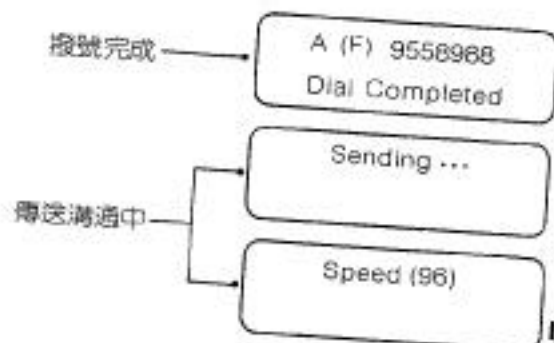 撥號完成
A (F) 9558988
Dial Completed
Sending ...
傳送溝通中
Speed (96)